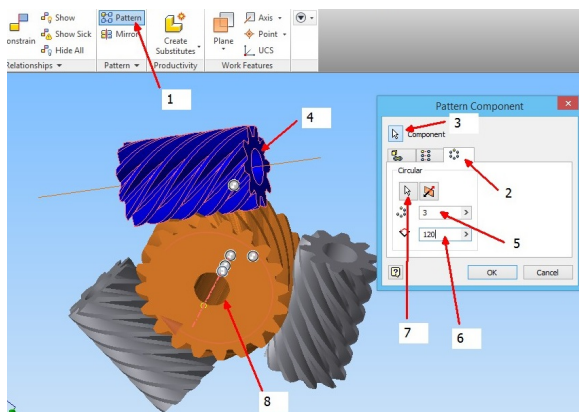 Show
Pattern
Axis
onstrain
Show Sick
Mirror
Create
Substitutes
Plane
Point
Hide All
UCS
Relationships
Pattern
Productivity
Work Features
1
4
Pattern Component
3
Component
2
Circular
3
120
5
?
OK
Cancel
7
6
8